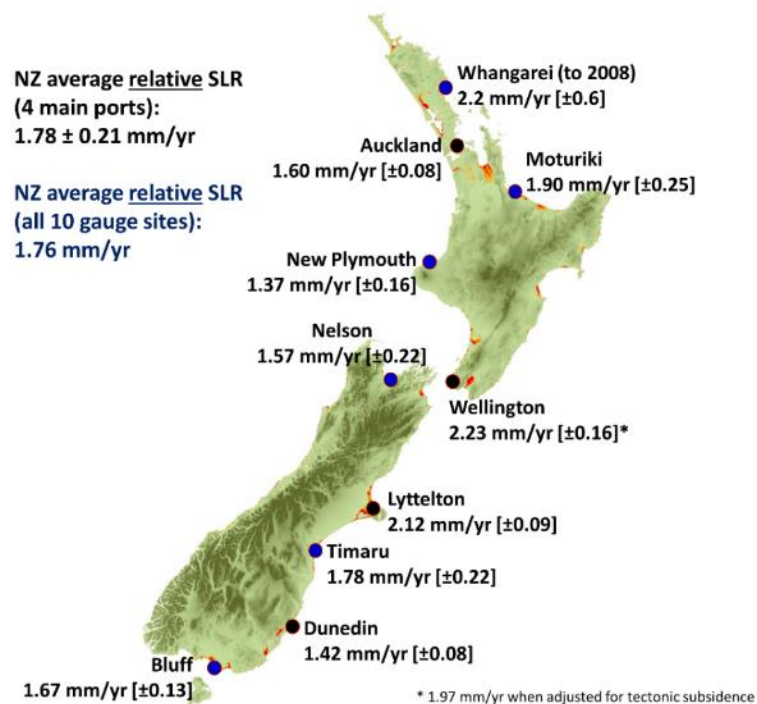 NZ average relative SLR
(4 main ports):
1.78 ± 0.21 mm/yr
NZ average relative SLR
(all 10 gauge sites):
1.76 mm/yr
Whangarei (to 2008)
2.2 mm/yr [±0.6]
Auckland
1.60 mm/yr [±0.08]
Moturiki
1.90 mm/yr [±0.25]
New Plymouth
1.37 mm/yr [±0.16]
Nelson
1.57 mm/yr [±0.22]
Wellington
2.23 mm/yr [±0.16]*
Lyttelton
2.12 mm/yr [±0.09]
Timaru
1.78 mm/yr [±0.22]
Dunedin
1.42 mm/yr [±0.08]
Bluff
1.67 mm/yr [±0.13]
* 1.97 mm/yr when adjusted for tectonic subsidence